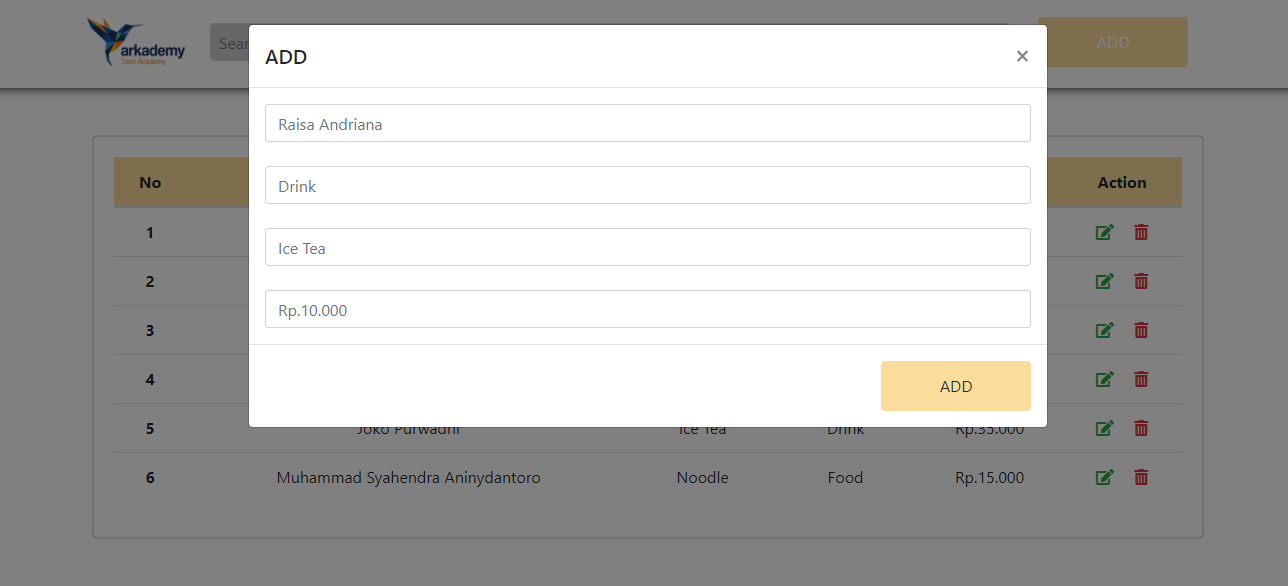 arkademy
Tech Academy
Sear
ADD
ADD
×
Raisa Andriana
Drink
Ice Tea
Rp.10.000
ADD
No Action
1
2
3
4
5 Joko Purwadhi Ice Tea Drink Rp.35.000
6 Muhammad Syahendra Aninydantoro Noodle Food Rp.15.000